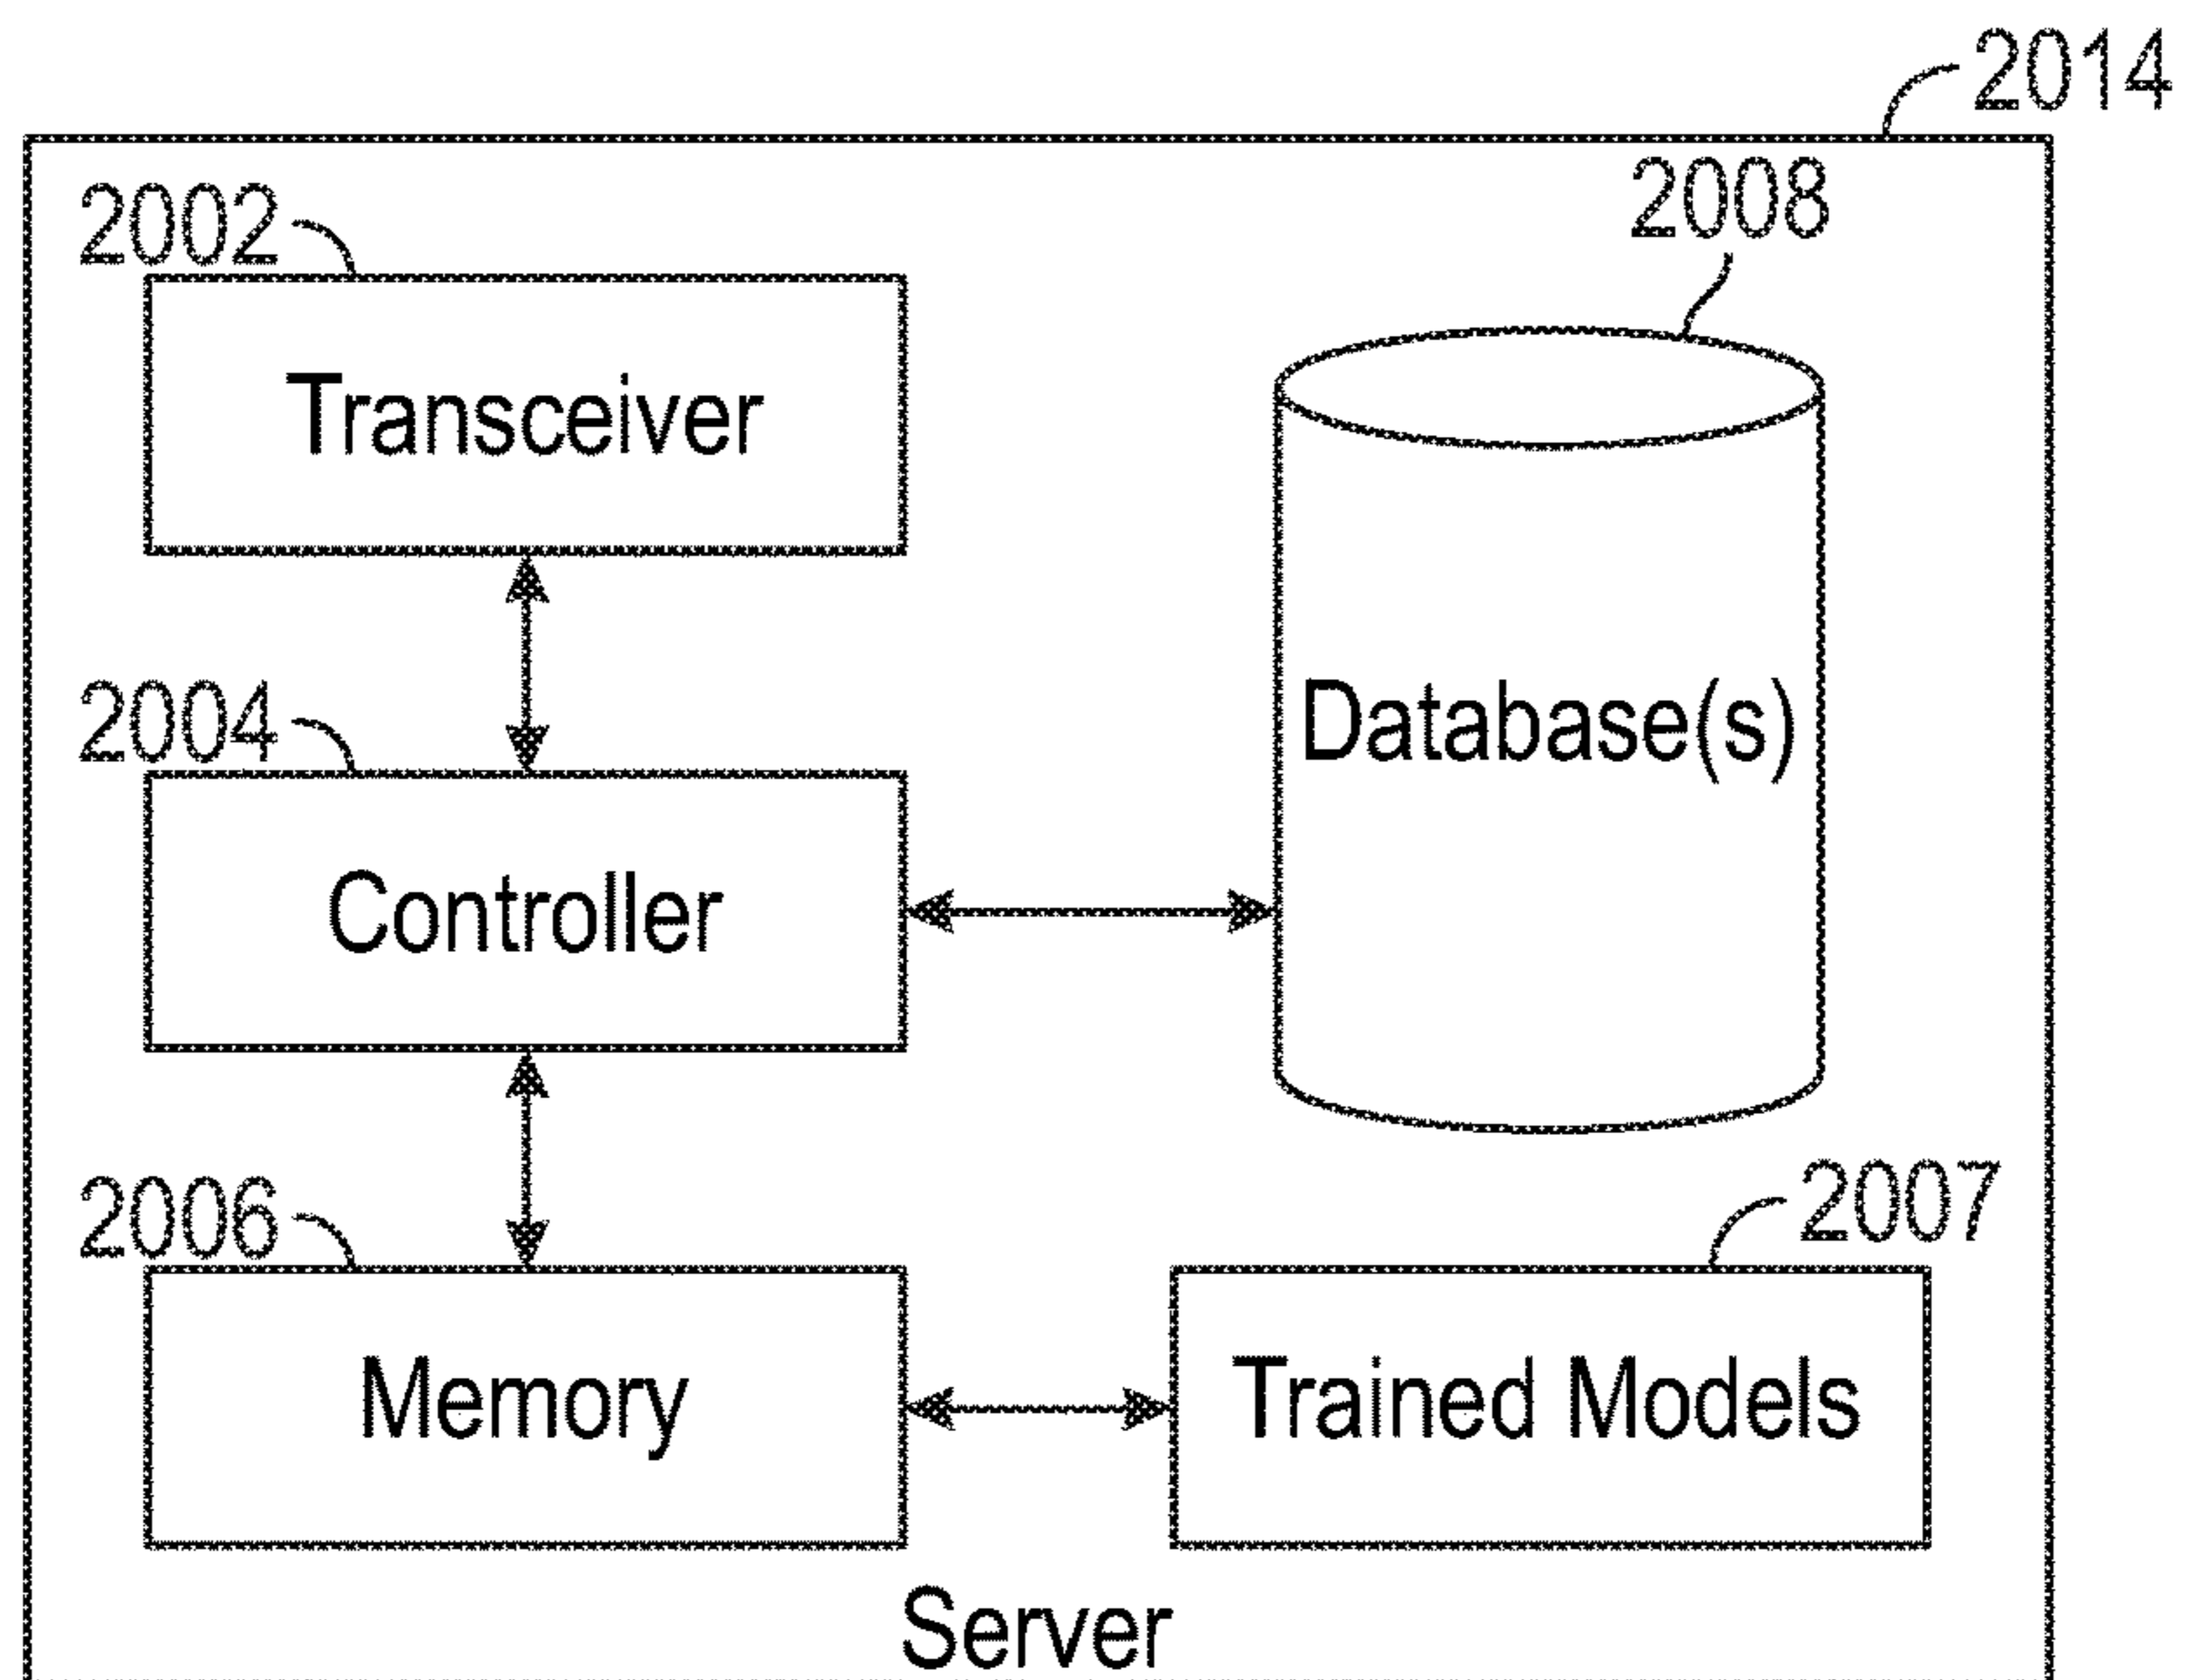 2014
2002
2008
Transceiver
2004
Database(s)
Controller
2006
2007
Memory
Trained Models
Server